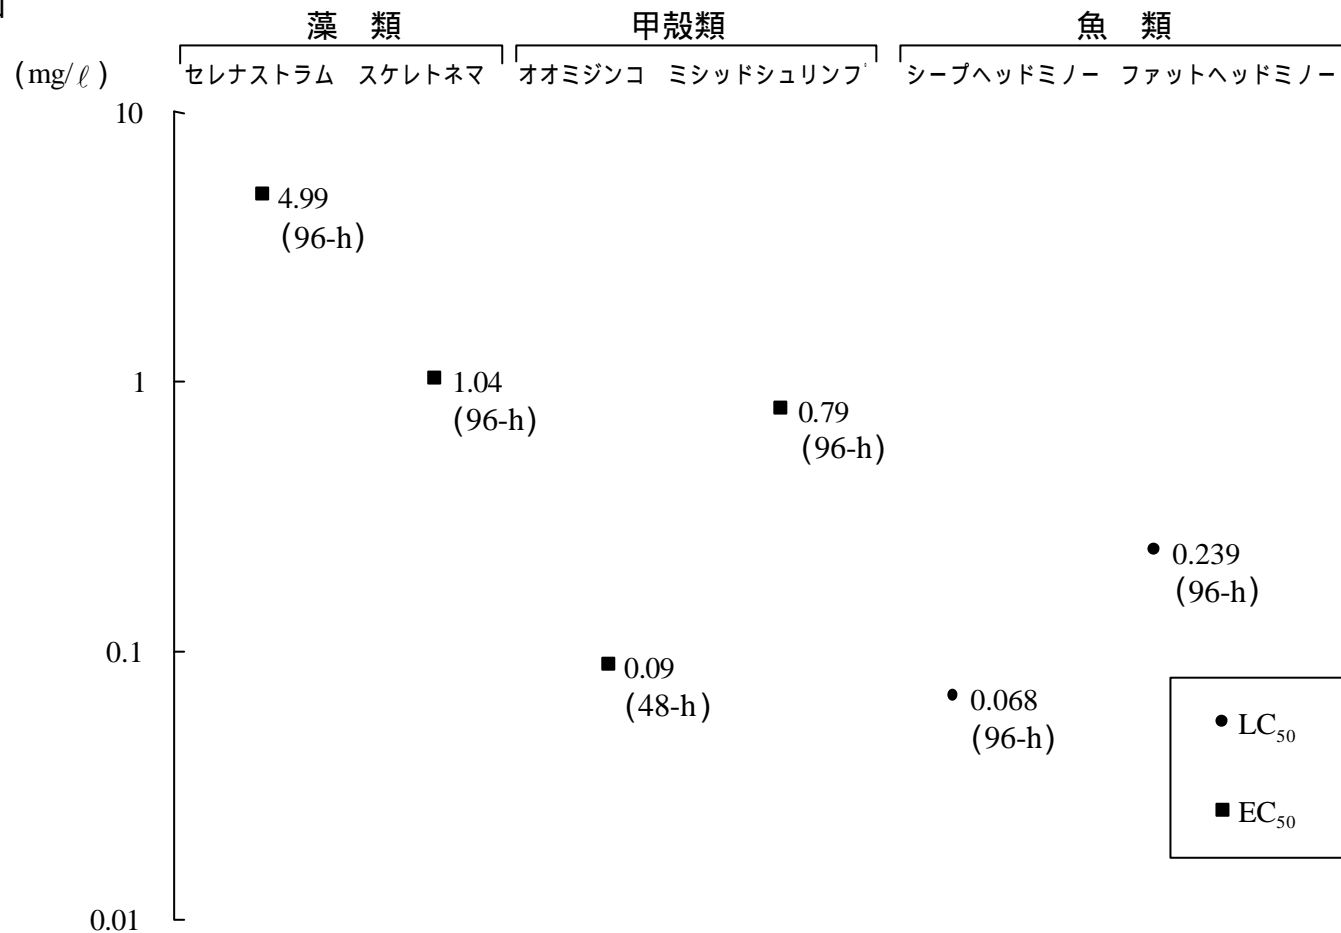 藻 類 甲殻類 魚 類
(mg/ℓ) セレナストラム スケレトネマ オオミジンコ ミシッドシュリンプ シープヘッドミノー ファットヘッドミノー
10
4.99
(96-h)
1
1.04
(96-h)
0.79
(96-h)
0.239
(96-h)
0.1
0.09
(48-h)
0.068
(96-h)
LC50
EC50
0.01